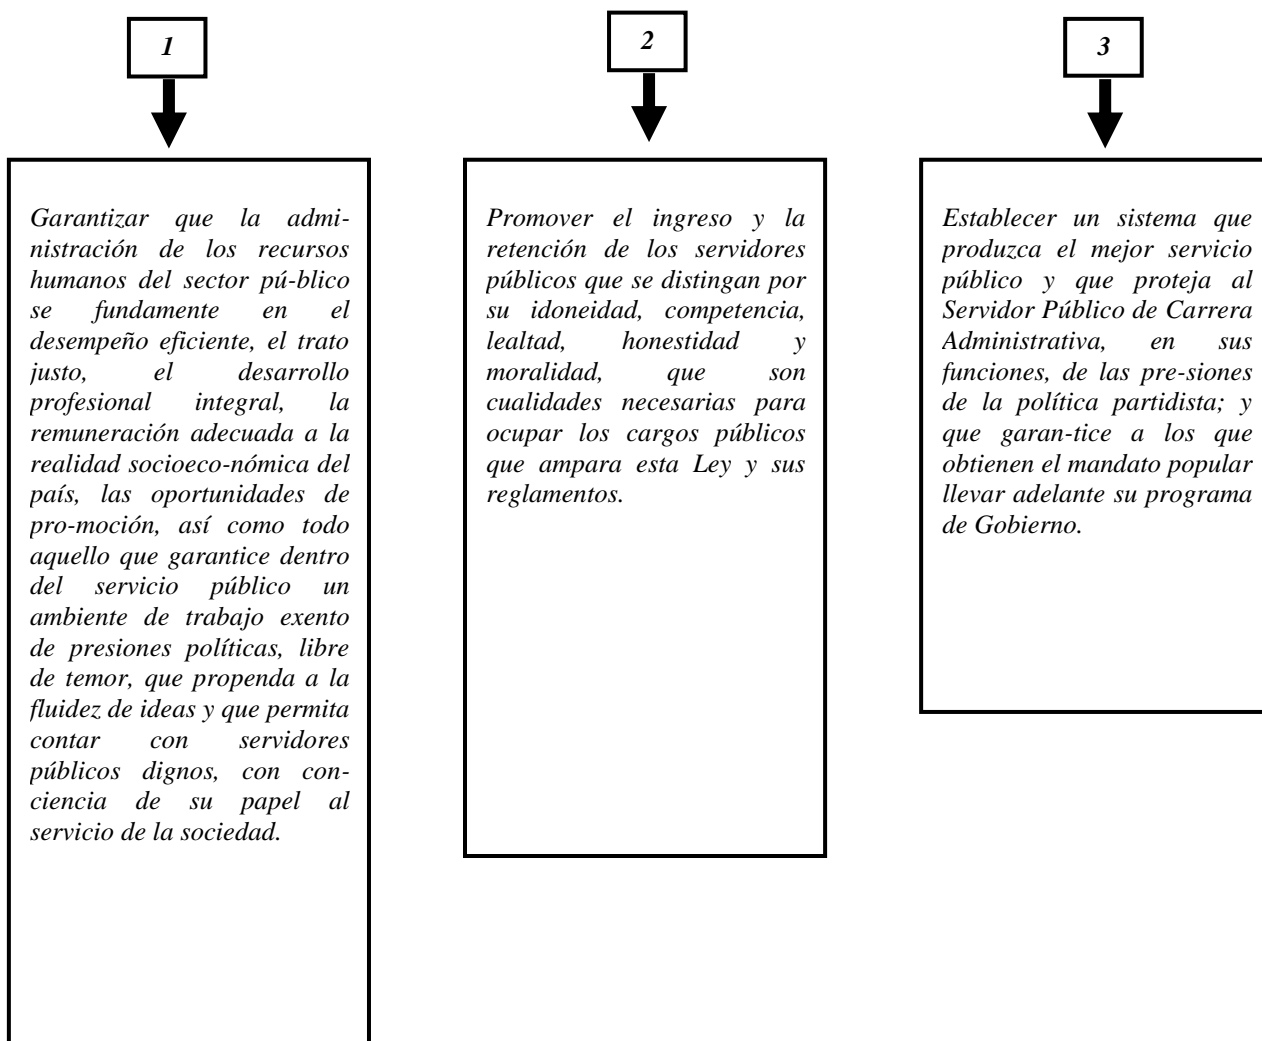 1
Garantizar que la admi-
nistración de los recursos
humanos del sector pú-blico
se fundamente en el
desempeño eficiente, el trato
justo, el desarrollo
profesional integral, la
remuneración adecuada a la
realidad socioeco-nómica del
país, las oportunidades de
pro-moción, así como todo
aquello que garantice dentro
del servicio público un
ambiente de trabajo exento
de presiones políticas, libre
de temor, que propenda a la
fluidez de ideas y que permita
contar con servidores
públicos dignos, con con-
ciencia de su papel al
servicio de la sociedad.
2
Promover el ingreso y la
retención de los servidores
públicos que se distingan por
su idoneidad, competencia,
lealtad, honestidad y
moralidad, que son
cualidades necesarias para
ocupar los cargos públicos
que ampara esta Ley y sus
reglamentos.
3
Establecer un sistema que
produzca el mejor servicio
público y que proteja al
Servidor Público de Carrera
Administrativa, en sus
funciones, de las pre-siones
de la política partidista; y
que garan-tice a los que
obtienen el mandato popular
llevar adelante su programa
de Gobierno.